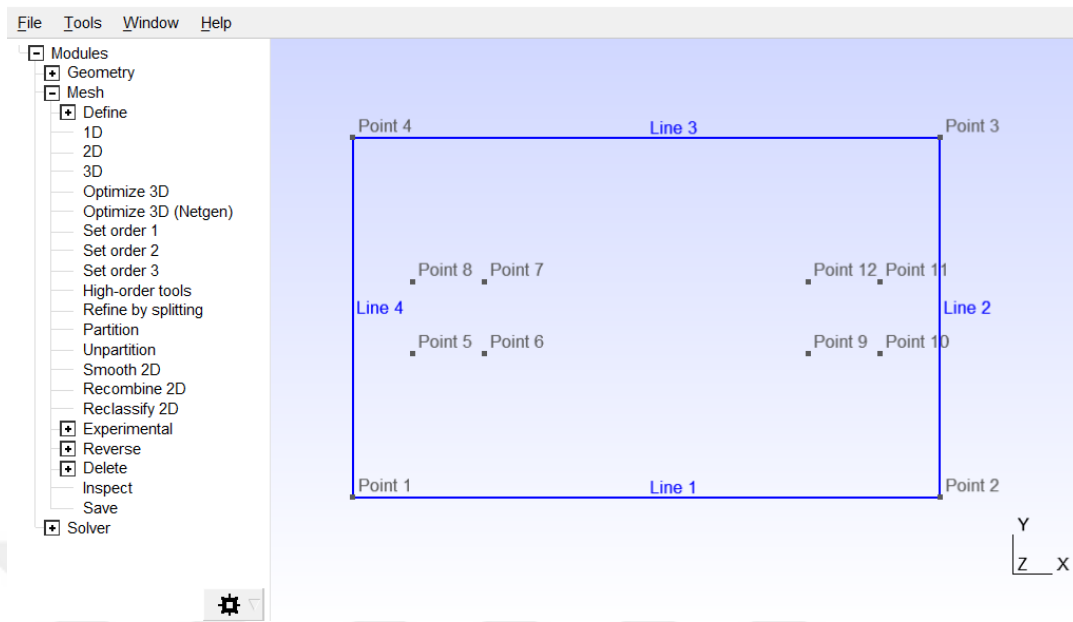 File Tools Window Help
Modules
Geometry
Mesh
Define
1D
2D
3D
Optimize 3D
Optimize 3D (Netgen)
Set order 1
Set order 2
Set order 3
High-order tools
Refine by splitting
Partition
Unpartition
Smooth 2D
Recombine 2D
Reclassify 2D
Experimental
Reverse
Delete
Inspect
Save
Solver
Point 4 Line 3 Point 3
Point 8 Point 7 Point 12 Point 11
Line 4 Line 2
Point 5 Point 6 Point 9 Point 10
Point 1 Line 1 Point 2
Y
Z X